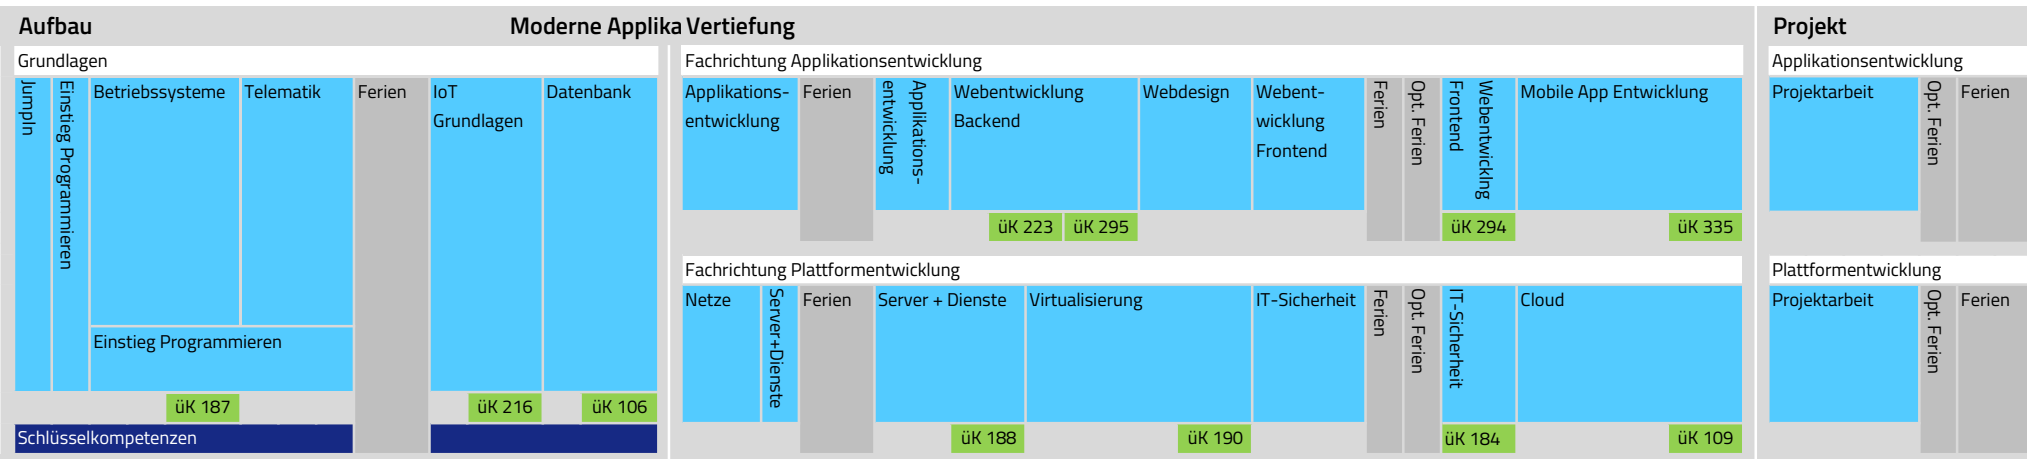 Aufbau
Moderne Applika
Vertiefung
Projekt
Grundlagen
JumpIn
Einstieg Programmieren
Betriebssysteme
Telematik
Ferien
IoT
Grundlagen
Datenbank
Einstieg Programmieren
üK 187
üK 216
üK 106
Schlüsselkompetenzen
Fachrichtung Applikationsentwicklung
Applikations-
entwicklung
Ferien
Applikations-
entwicklung
Webentwicklung
Backend
Webdesign
Webent-
wicklung
Frontend
Ferien
Opt. Ferien
Webentwicklng
Frontend
Mobile App Entwicklung
üK 223
üK 295
üK 294
üK 335
Fachrichtung Plattformentwicklung
Netze
Server+Dienste
Ferien
Server + Dienste
Virtualisierung
IT-Sicherheit
Ferien
Opt. Ferien
IT-Sicherheit
Cloud
üK 188
üK 190
üK 184
üK 109
Applikationsentwicklung
Projektarbeit
Opt. Ferien
Ferien
Plattformentwicklung
Projektarbeit
Opt. Ferien
Ferien